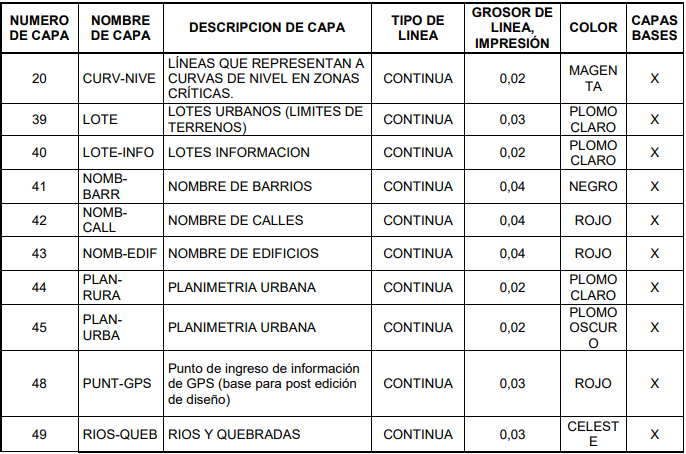 NUMERO DE CAPA | NOMBRE DE CAPA | DESCRIPCION DE CAPA | TIPO DE LINEA | GROSOR DE LINEA, IMPRESIÓN | COLOR | CAPAS BASES
20 | CURV-NIVE | LÍNEAS QUE REPRESENTAN A CURVAS DE NIVEL EN ZONAS CRÍTICAS. | CONTINUA | 0,02 | MAGENTA | X
39 | LOTE | LOTES URBANOS (LIMITES DE TERRENOS) | CONTINUA | 0,03 | PLOMO CLARO | X
40 | LOTE-INFO | LOTES INFORMACION | CONTINUA | 0,02 | PLOMO CLARO | X
41 | NOMB-BARR | NOMBRE DE BARRIOS | CONTINUA | 0,04 | NEGRO | X
42 | NOMB-CALL | NOMBRE DE CALLES | CONTINUA | 0,04 | ROJO | X
43 | NOMB-EDIF | NOMBRE DE EDIFICIOS | CONTINUA | 0,04 | ROJO | X
44 | PLAN-RURA | PLANIMETRIA URBANA | CONTINUA | 0,02 | PLOMO CLARO | X
45 | PLAN-URBA | PLANIMETRIA URBANA | CONTINUA | 0,02 | PLOMO OSCURO | X
48 | PUNT-GPS | Punto de ingreso de información de GPS (base para post edición de diseño) | CONTINUA | 0,03 | ROJO | X
49 | RIOS-QUEB | RIOS Y QUEBRADAS | CONTINUA | 0,03 | CELESTE | X